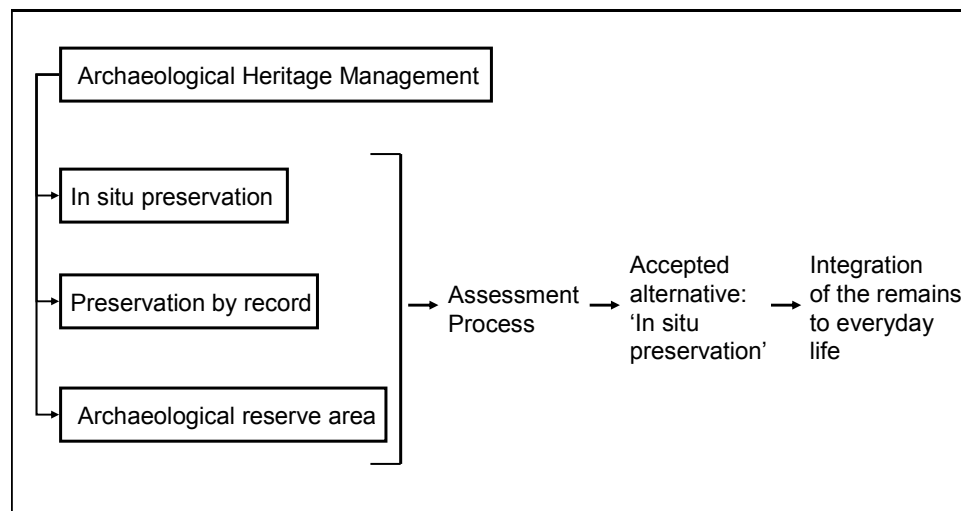 Archaeological Heritage Management
In situ preservation
Preservation by record
Archaeological reserve area
Assessment
Process
Accepted
alternative:
‘In situ
preservation’
Integration
of the remains
to everyday
life